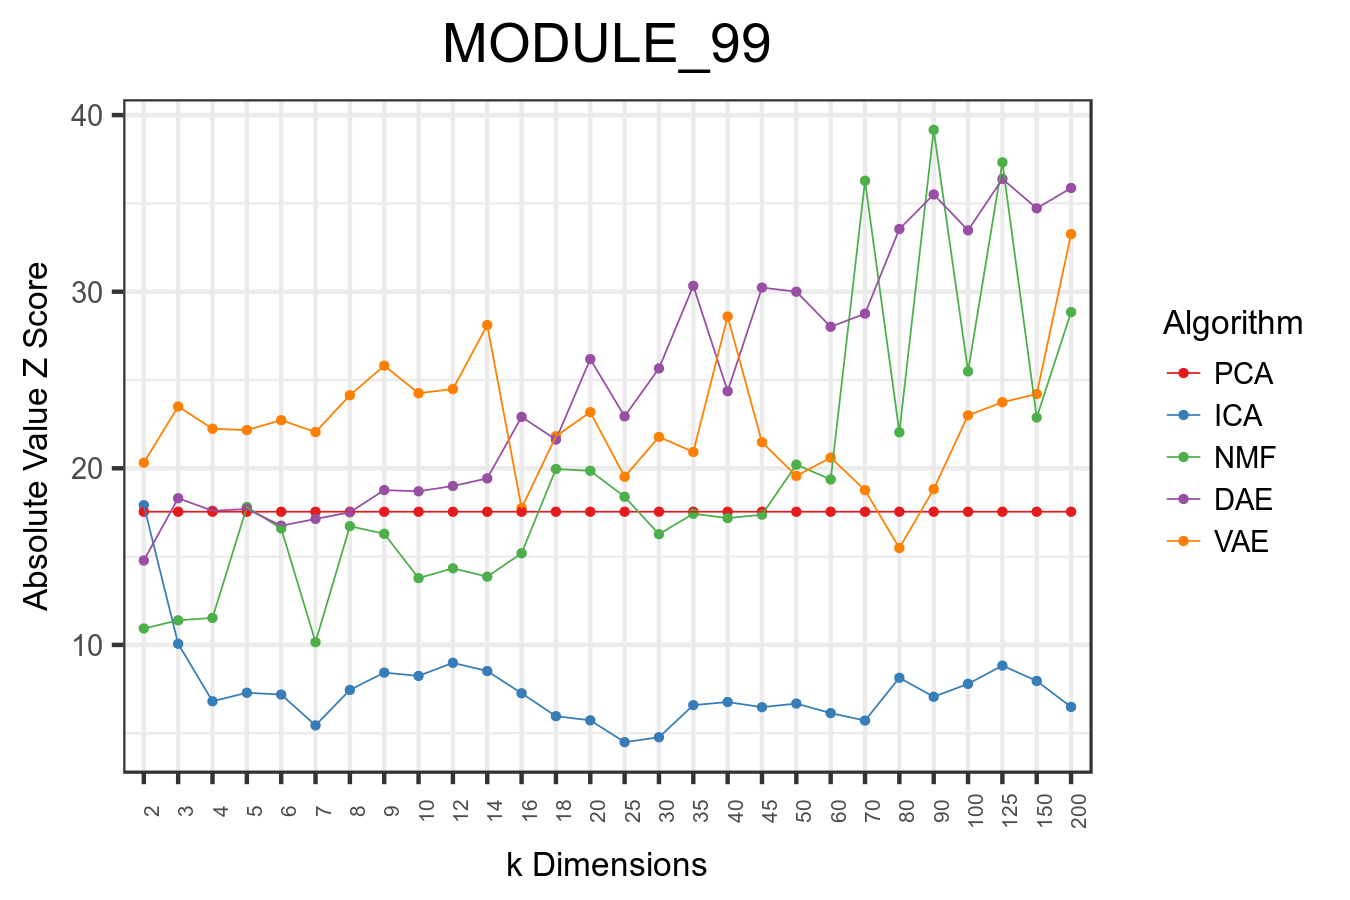 MODULE_99
Absolute Value Z Score
40
30
20
10
2 3 4 5 6 7 8 9 10 12 14 16 18 20 25 30 35 40 45 50 60 70 80 90 100 125 150 200
k Dimensions
Algorithm
PCA
ICA
NMF
DAE
VAE